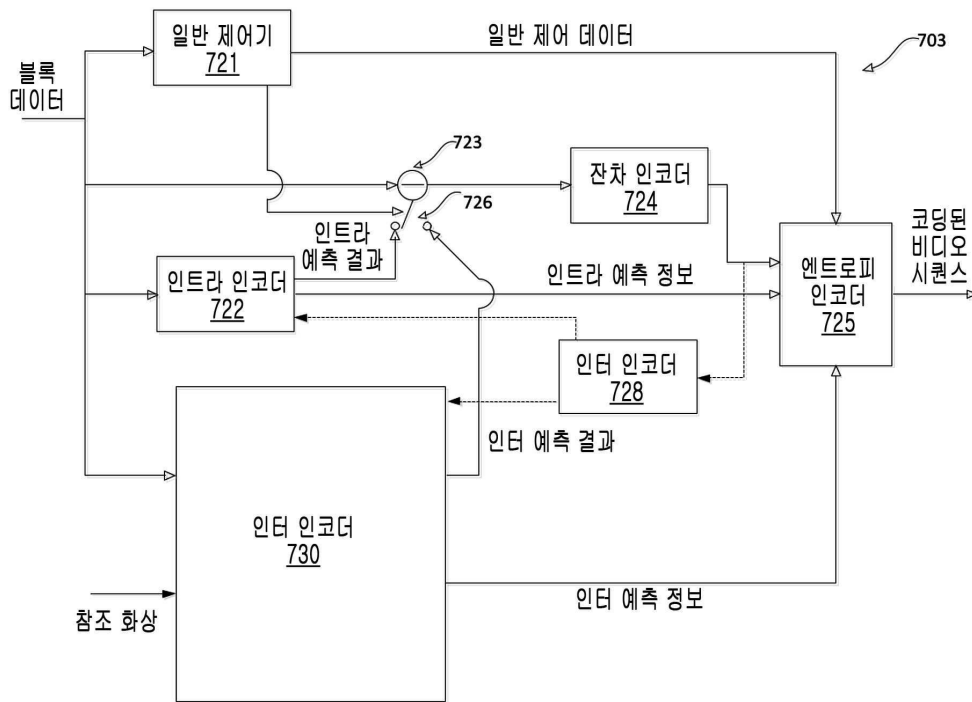 일반 제어기
721
일반 제어 데이터
703
블록
데이터
723
잔차 인코더
724
726
인트라
예측 결과
코딩된
비디오
시퀀스
인트라 인코더
722
인트라 예측 정보
엔트로피
인코더
725
인터 인코더
728
인터 예측 결과
인터 인코더
730
참조 화상
인터 예측 정보